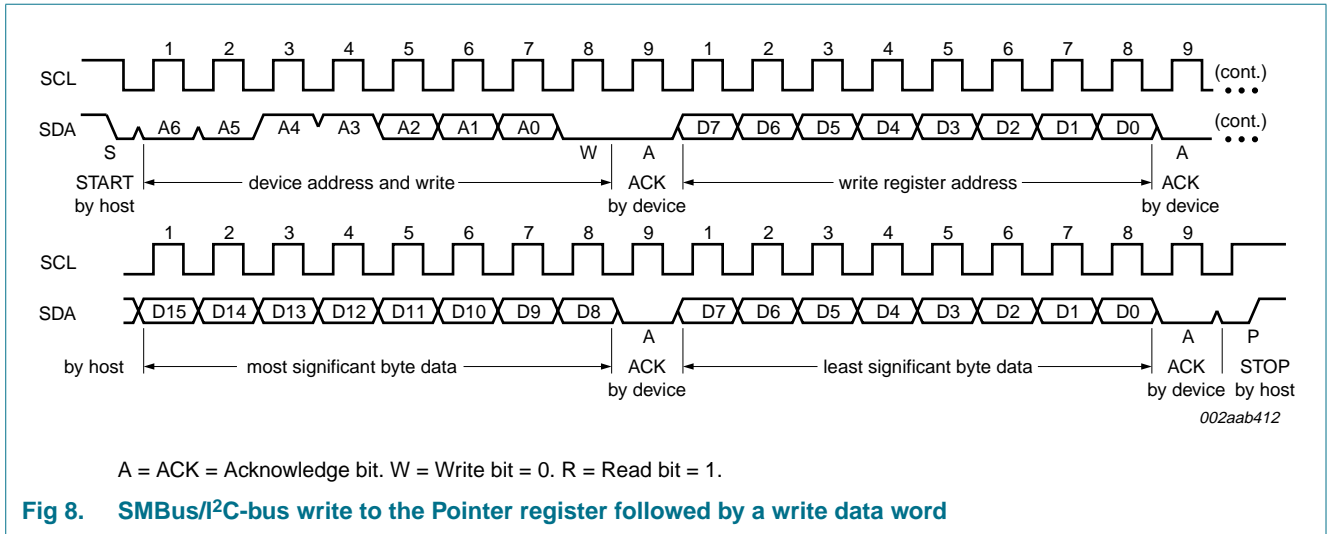 1 2 3 4 5 6 7 8 9 1 2 3 4 5 6 7 8 9
SCL (cont.)
SDA A6 A5 A4 A3 A2 A1 A0 D7 D6 D5 D4 D3 D2 D1 D0 (cont.)
S W A A
START device address and write ACK write register address ACK
by host by device by device
1 2 3 4 5 6 7 8 9 1 2 3 4 5 6 7 8 9
SCL
SDA D15 D14 D13 D12 D11 D10 D9 D8 D7 D6 D5 D4 D3 D2 D1 D0
A A P
by host most significant byte data ACK least significant byte data ACK STOP
by device by device by host
002aab412
A = ACK = Acknowledge bit. W = Write bit = 0. R = Read bit = 1.
Fig 8. SMBus/I²C-bus write to the Pointer register followed by a write data word